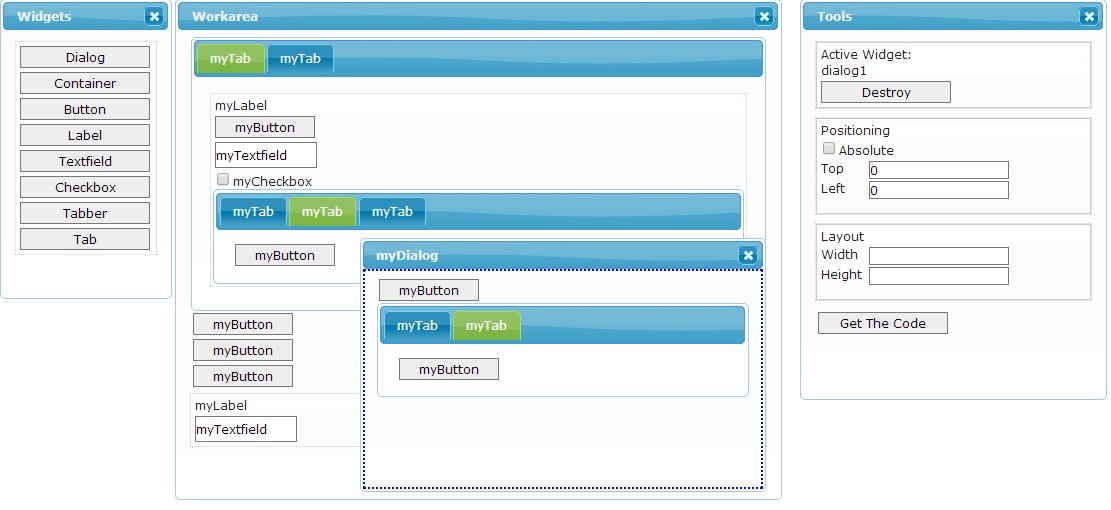 Widgets
Dialog
Container
Button
Label
Textfield
Checkbox
Tabber
Tab
Workarea
myTab myTab
myLabel
myButton
myTextfield
myCheckbox
myTab myTab myTab
myButton
myButton
myButton
myButton
myLabel
myTextfield
myDialog
myButton
myTab myTab
myButton
Tools
Active Widget:
dialog1
Destroy
Positioning
Absolute
Top 0
Left 0
Layout
Width
Height
Get The Code